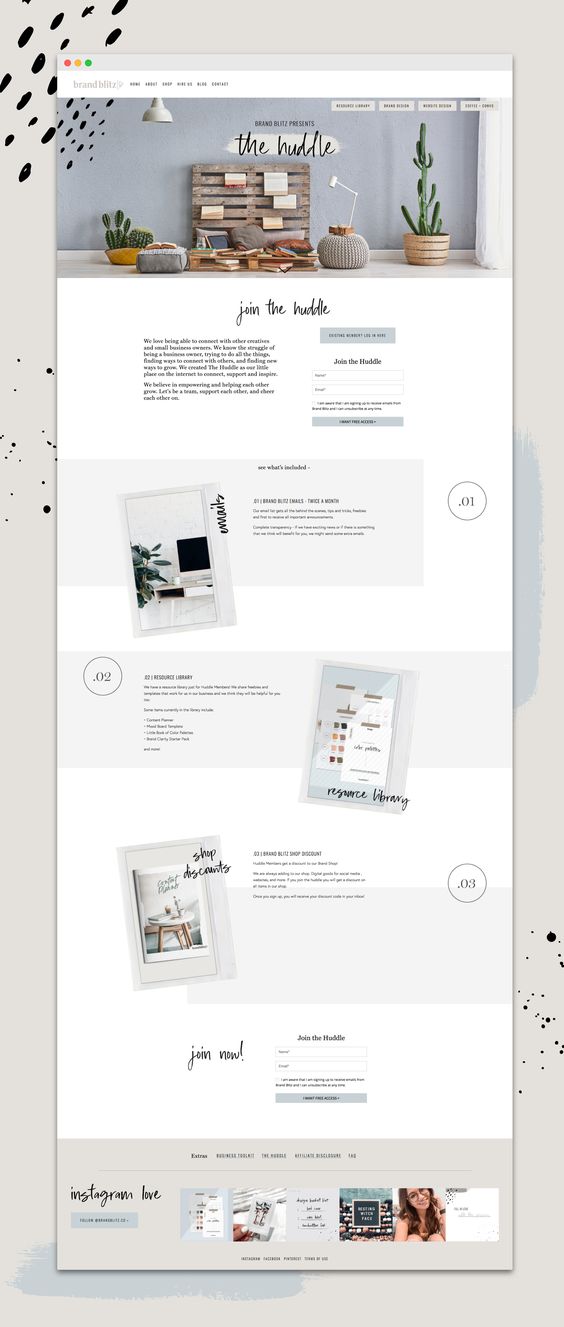 brand blitz
HOME ABOUT SHOP HIRE US BLOG CONTACT
RESOURCE LIBRARY BRAND DESIGN WEBSITE DESIGN COFFEE + CONVO
BRAND BLITZ PRESENTS
the huddle
join the huddle
EXISTING MEMBER? LOG IN HERE
We love being able to connect with other creatives
and small business owners. We know the struggle of
being a business owner, trying to do all the things,
finding ways to connect with others, and finding new
ways to grow. We created The Huddle as our little
place on the internet to connect, support and inspire.
We believe in empowering and helping each other
grow. Let's be a team, support each other, and cheer
each other on.
Join the Huddle
Name*
Email*
I am aware that I am signing up to receive emails from
Brand Blitz and I can unsubscribe at any time.
I WANT FREE ACCESS >
see what's included ~
emails
.01 | BRAND BLITZ EMAILS - TWICE A MONTH
Our email list gets all the behind the scenes, tips and tricks, freebies
and first to receive all important announcements.
Complete transparency - If we have exciting news or if there is something
that we think will benefit for you, we might send some extra emails.
.01
.02
.02 | RESOURCE LIBRARY
We have a resource library just for Huddle Members! We share freebies and
templates that work for us in our business and we think they will be helpful for you
too.
Some items currently in the library include:
• Content Planner
• Mood Board Template
• Little Book of Color Palettes
• Brand Clarity Starter Pack
and more!
color palettes
resource library
shop
discounts
content
planner
.03 | BRAND BLITZ SHOP DISCOUNT
Huddle Members get a discount to our Brand Shop!
We are always adding to our shop. Digital goods for social media ,
websites, and more. If you join the huddle you will get a discount on
all items in our shop.
Once you sign up, you will receive your discount code in your inbox!
.03
join now!
Join the Huddle
Name*
Email*
I am aware that I am signing up to receive emails from
Brand Blitz and I can unsubscribe at any time.
I WANT FREE ACCESS >
Extras BUSINESS TOOLKIT THE HUDDLE AFFILIATE DISCLOSURE FAQ
instagram love
FOLLOW @BRANDBLITZ.CO >
design bucket list
RESTING
WITCH
FACE
INSTAGRAM FACEBOOK PINTEREST TERMS OF USE